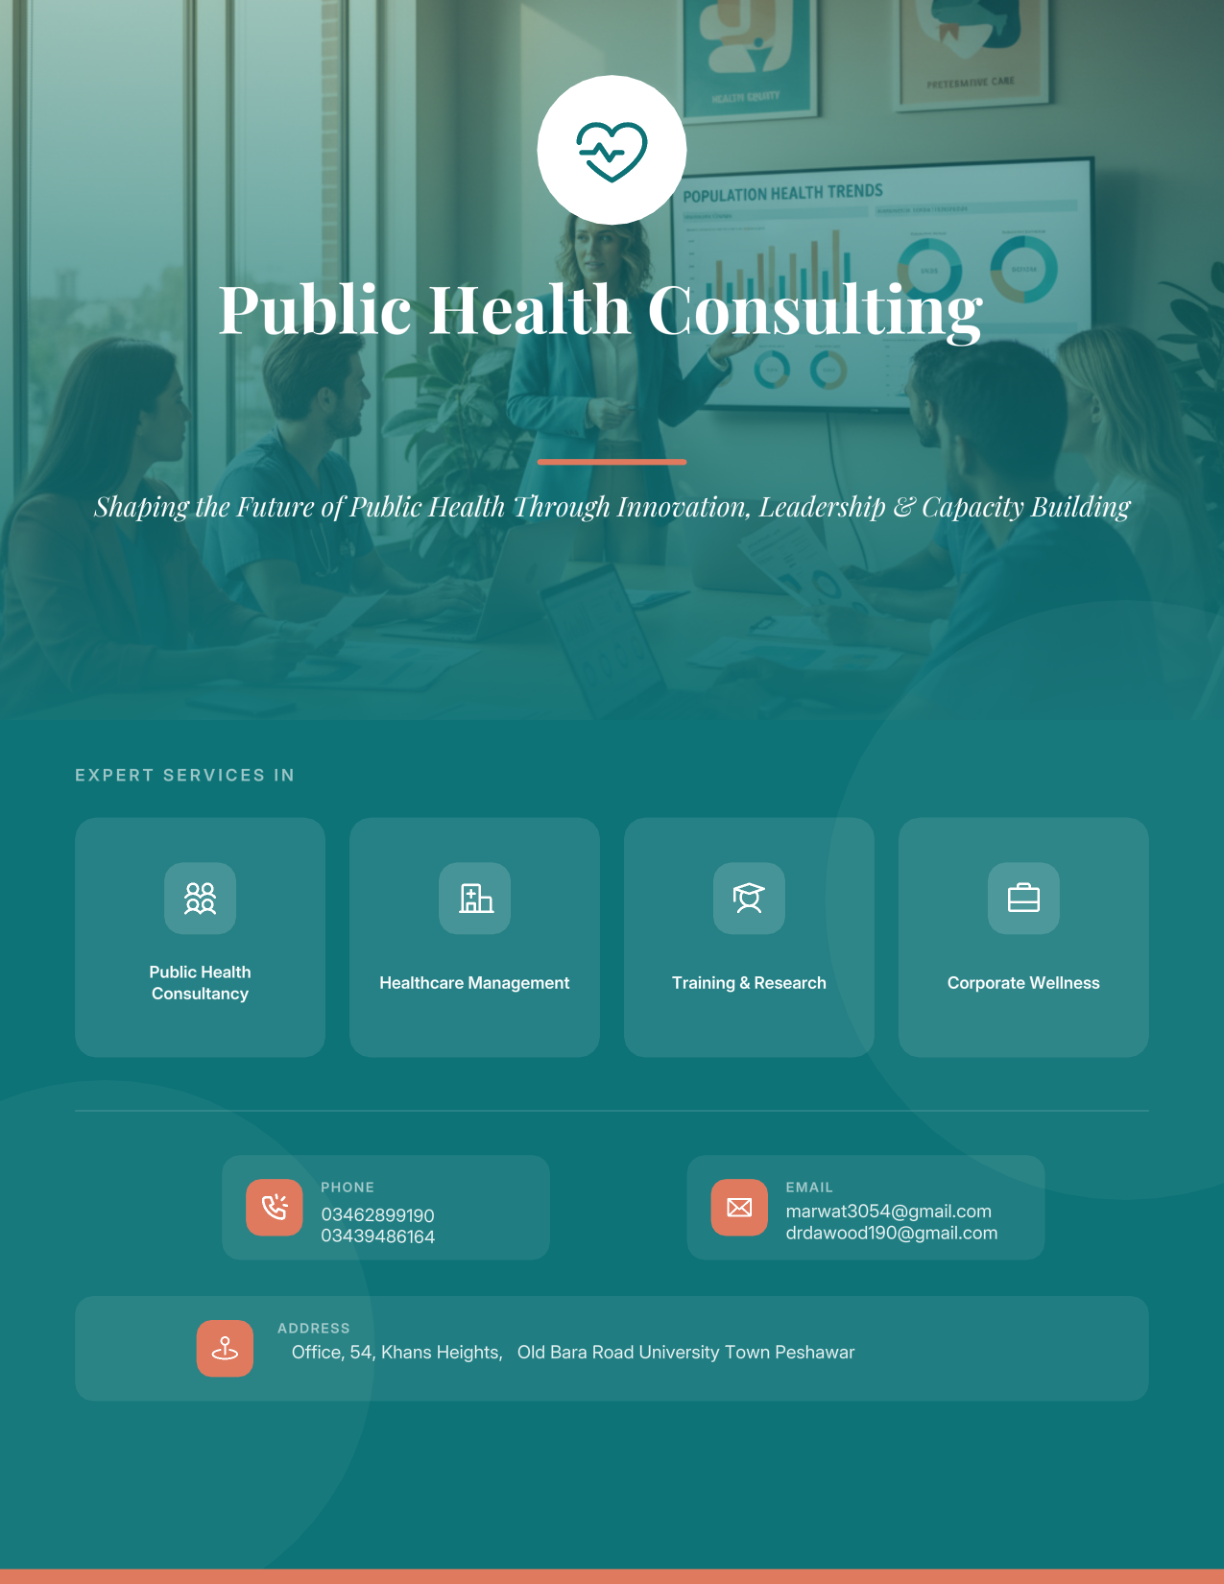 HEALTH EQUITY
POPULATION HEALTH TRENDS
Public Health Consulting
Shaping the Future of Public Health Through Innovation, Leadership & Capacity Building
EXPERT SERVICES IN
Public Health
Consultancy
Healthcare Management
Training & Research
Corporate Wellness
PHONE
03462899190
03439486164
EMAIL
marwat3054@gmail.com
drdawood190@gmail.com
ADDRESS
Office, 54, Khans Heights, Old Bara Road University Town Peshawar